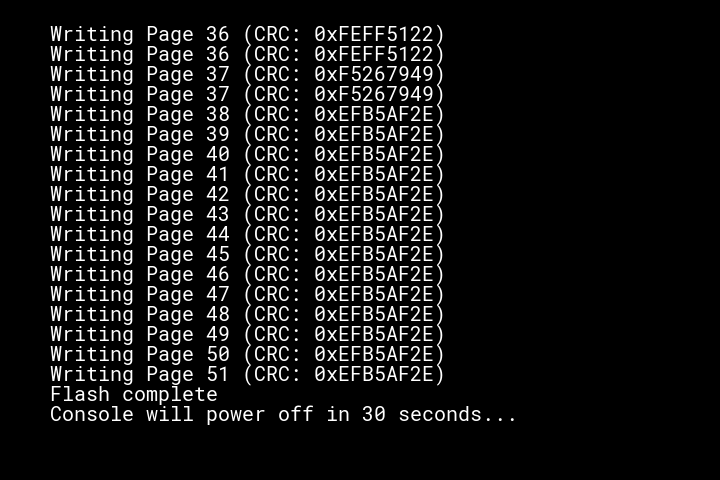 Writing Page 36 (CRC: 0xFEFF5122)
Writing Page 36 (CRC: 0xFEFF5122)
Writing Page 37 (CRC: 0xF5267949)
Writing Page 37 (CRC: 0xF5267949)
Writing Page 38 (CRC: 0xEFB5AF2E)
Writing Page 39 (CRC: 0xEFB5AF2E)
Writing Page 40 (CRC: 0xEFB5AF2E)
Writing Page 41 (CRC: 0xEFB5AF2E)
Writing Page 42 (CRC: 0xEFB5AF2E)
Writing Page 43 (CRC: 0xEFB5AF2E)
Writing Page 44 (CRC: 0xEFB5AF2E)
Writing Page 45 (CRC: 0xEFB5AF2E)
Writing Page 46 (CRC: 0xEFB5AF2E)
Writing Page 47 (CRC: 0xEFB5AF2E)
Writing Page 48 (CRC: 0xEFB5AF2E)
Writing Page 49 (CRC: 0xEFB5AF2E)
Writing Page 50 (CRC: 0xEFB5AF2E)
Writing Page 51 (CRC: 0xEFB5AF2E)
Flash complete
Console will power off in 30 seconds...